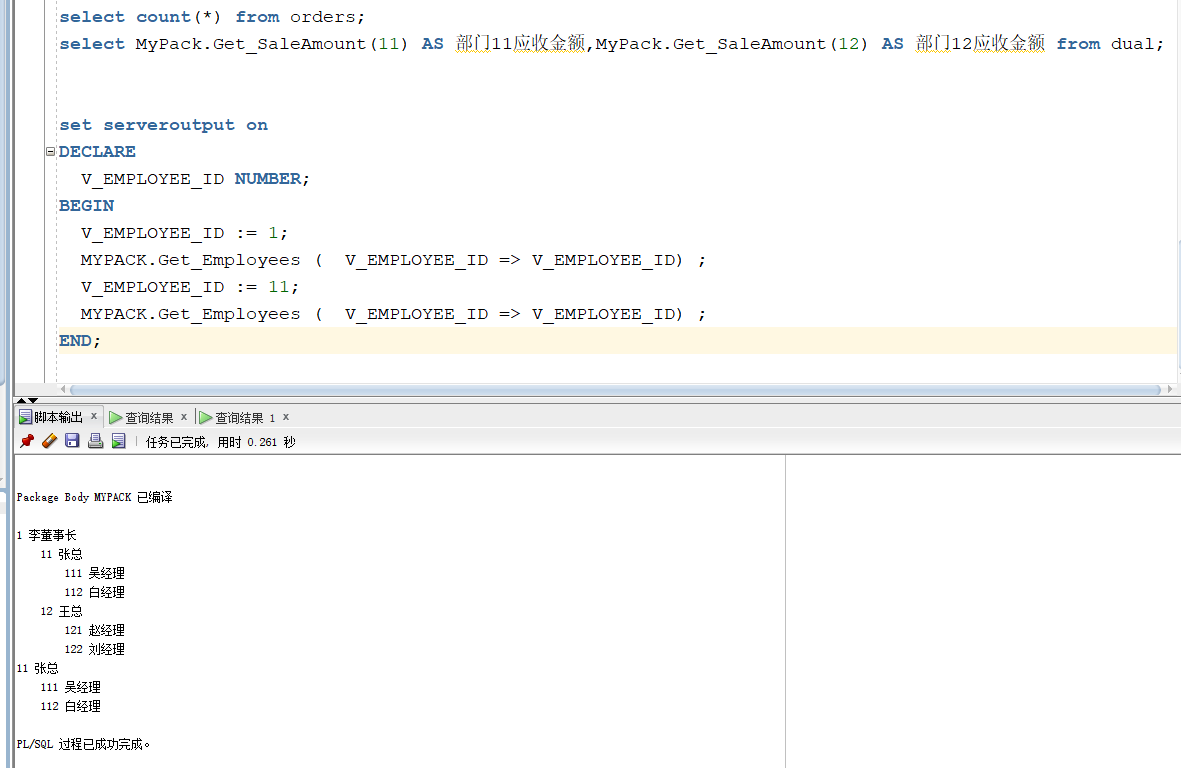 select count(*) from orders;
select MyPack.Get_SaleAmount(11) AS 部门11应收金额,MyPack.Get_SaleAmount(12) AS 部门12应收金额 from dual;
set serveroutput on
DECLARE
V_EMPLOYEE_ID NUMBER;
BEGIN
V_EMPLOYEE_ID := 1;
MYPACK.Get_Employees (  V_EMPLOYEE_ID => V_EMPLOYEE_ID) ;
V_EMPLOYEE_ID := 11;
MYPACK.Get_Employees (  V_EMPLOYEE_ID => V_EMPLOYEE_ID) ;
END;
脚本输出 x 查询结果 x 查询结果 1 x
任务已完成, 用时 0.261 秒
Package Body MYPACK 已编译
1 李董事长
11 张总
111 吴经理
112 白经理
12 王总
121 赵经理
122 刘经理
11 张总
111 吴经理
112 白经理
PL/SQL 过程已成功完成。